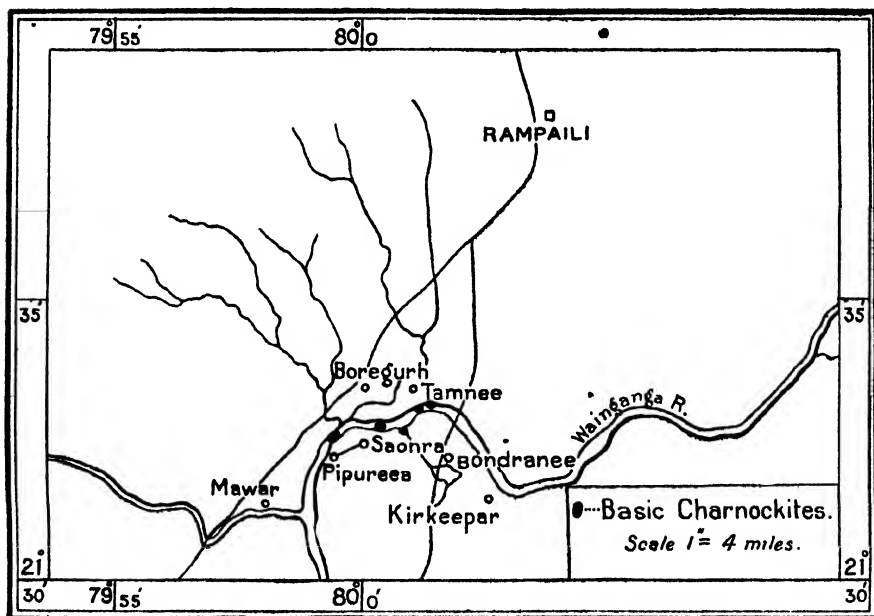 79° 55'
80° 0
RAMPAILI
35'
35'
Boregurh
Tamnee
Wainganga R.
Saonra
Bondranee
Pipureea
Mawar
Kirkeepar
---Basic Charnockites.
Scale 1" = 4 miles.
21°
30'
21°
30'
79° 55'
80° 0'